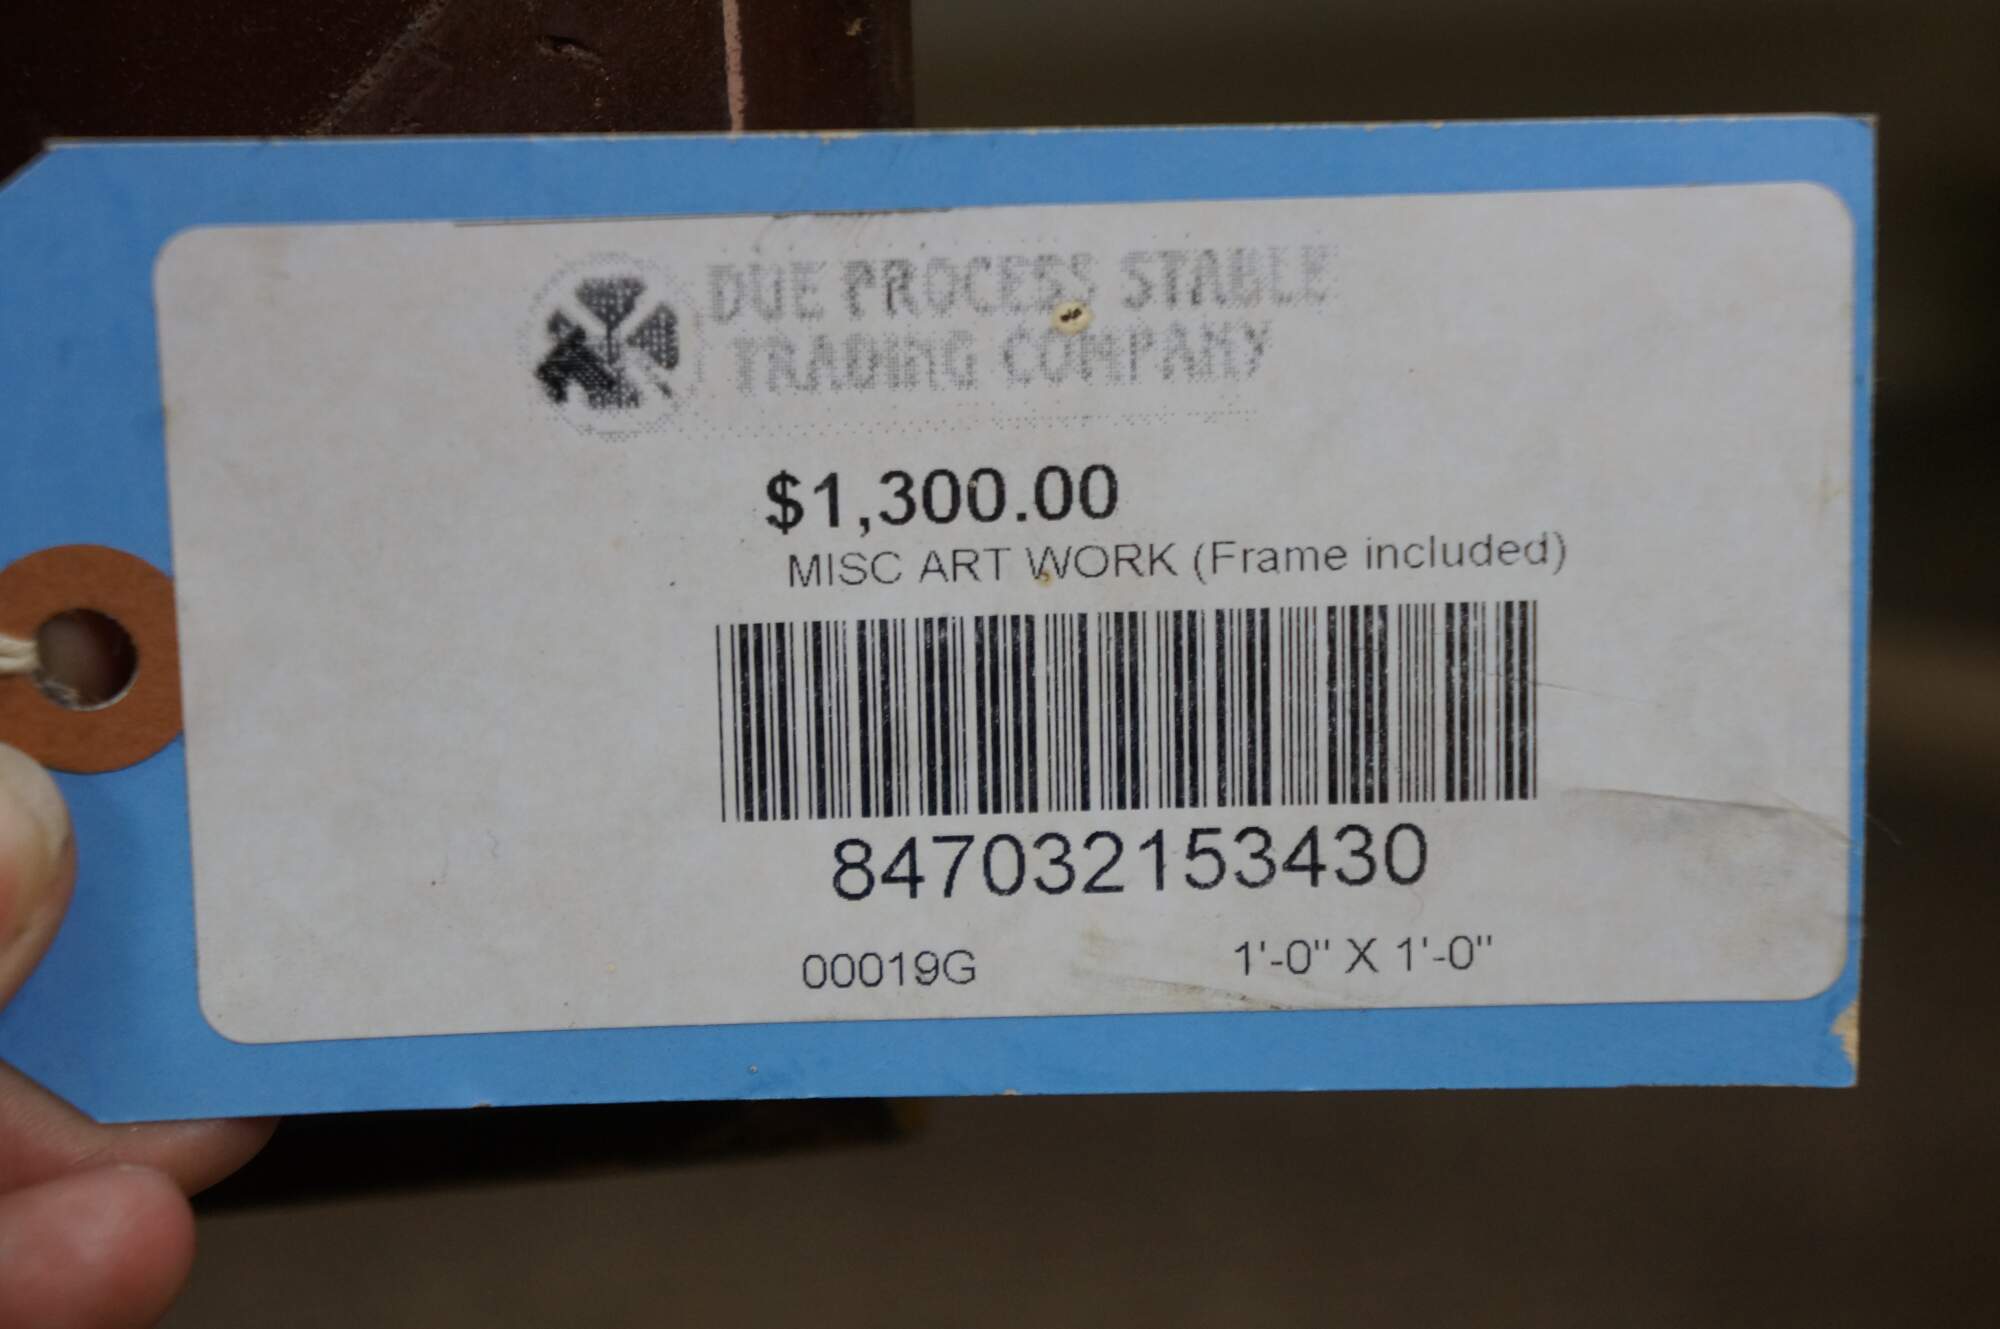 DUE PROCESS STABLE
TRADING COMPANY
$1,300.00
MISC ART WORK (Frame included)
847032153430
00019G 1'-0" X 1'-0"